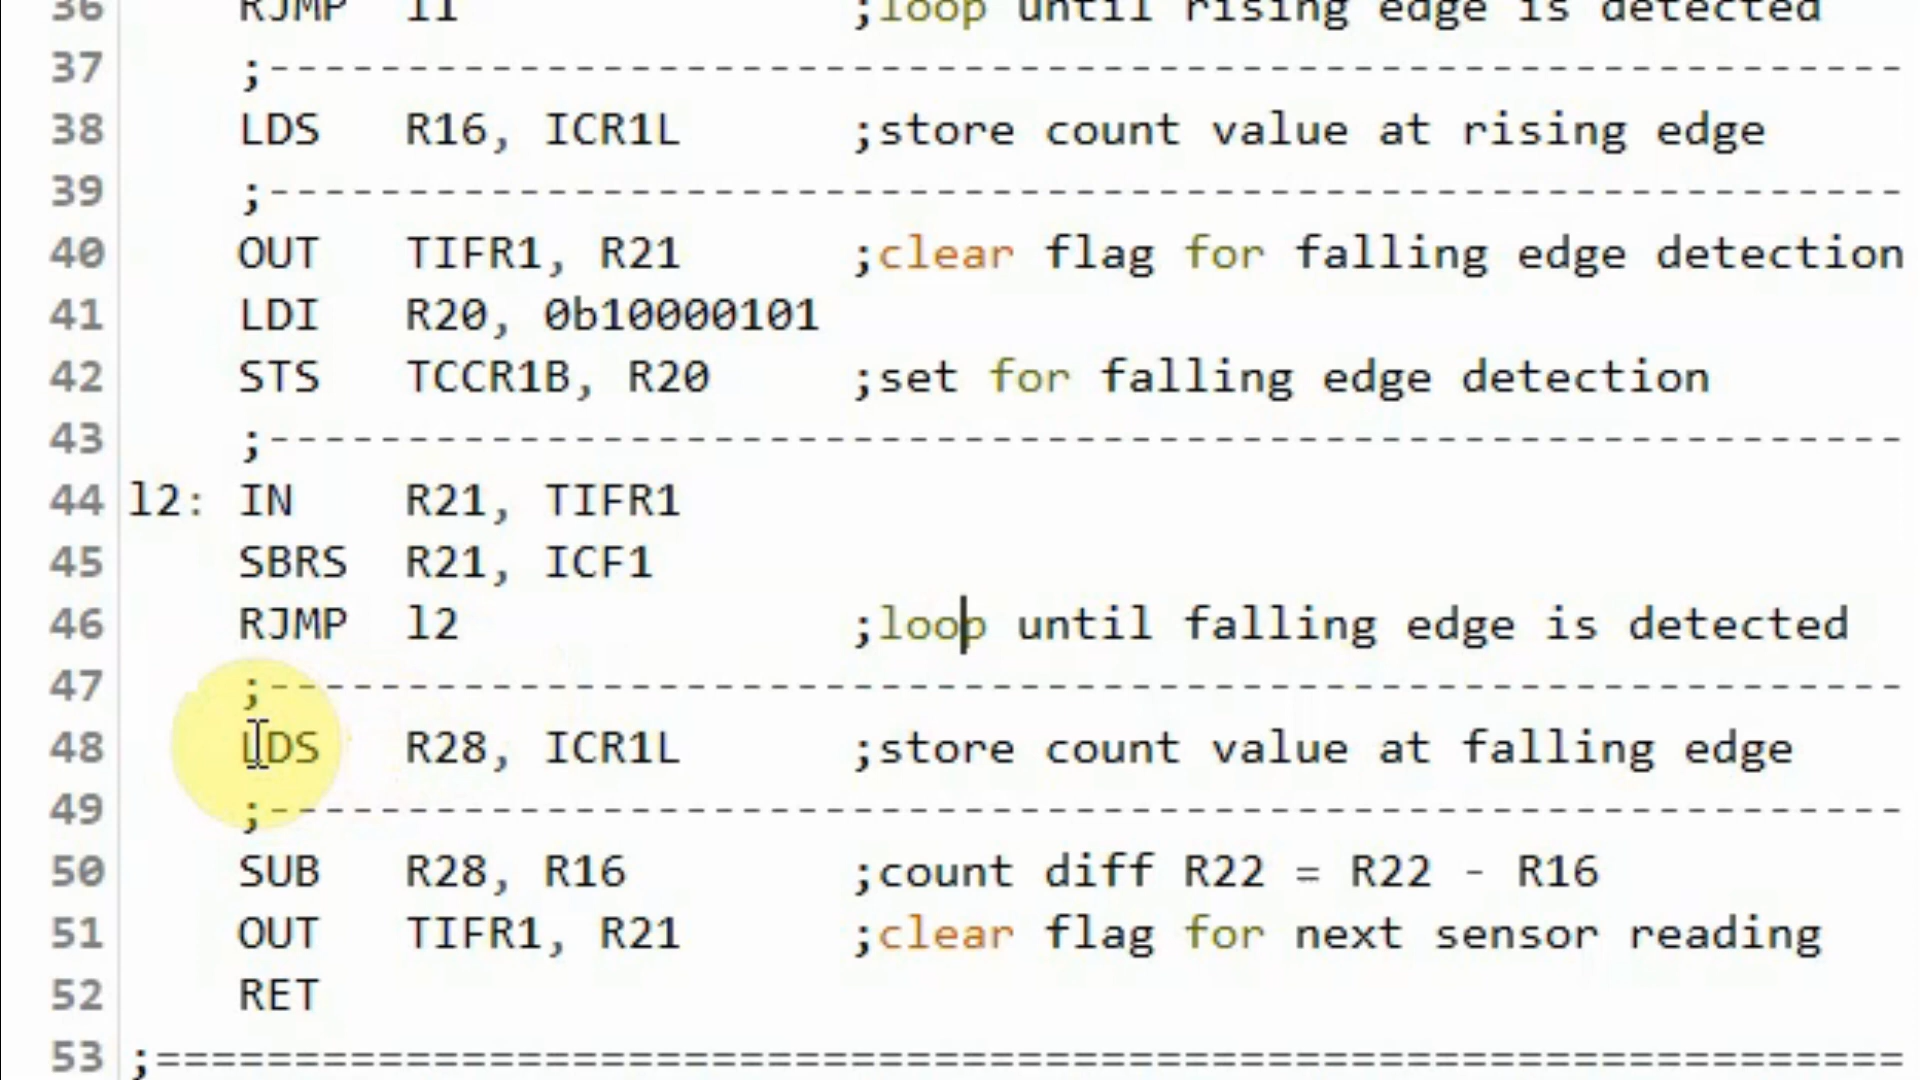 36 RJMP l1 ;loop until rising edge is detected
37 ;-----------------------------------------------------------
38 LDS R16, ICR1L ;store count value at rising edge
39 ;-----------------------------------------------------------
40 OUT TIFR1, R21 ;clear flag for falling edge detection
41 LDI R20, 0b10000101
42 STS TCCR1B, R20 ;set for falling edge detection
43 ;-----------------------------------------------------------
44 l2: IN R21, TIFR1
45 SBRS R21, ICF1
46 RJMP l2 ;loop until falling edge is detected
47 ;-----------------------------------------------------------
48 LDS R28, ICR1L ;store count value at falling edge
49 ;-----------------------------------------------------------
50 SUB R28, R16 ;count diff R22 = R22 - R16
51 OUT TIFR1, R21 ;clear flag for next sensor reading
52 RET
53 ;===============================================================